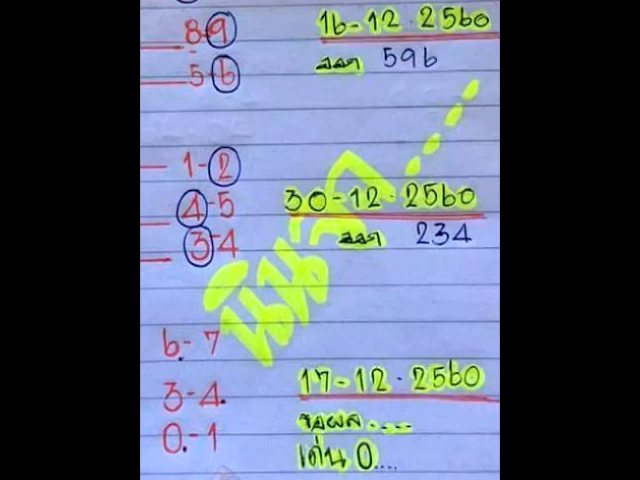 8-9 16-12-2560
5-6 ออก 596
1-2
4-5 30-12-2560
3-4 ออก 234
6-7
3-4 17-12-2560
0-1 รอผล....
เด่น 0....